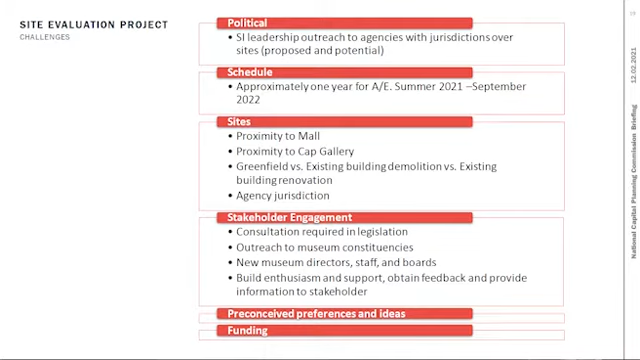 SITE EVALUATION PROJECT
CHALLENGES
Political
• SI leadership outreach to agencies with jurisdictions over
sites (proposed and potential)
Schedule
• Approximately one year for A/E. Summer 2021 –September
2022
Sites
• Proximity to Mall
• Proximity to Cap Gallery
• Greenfield vs. Existing building demolition vs. Existing
building renovation
• Agency jurisdiction
Stakeholder Engagement
• Consultation required in legislation
• Outreach to museum constituencies
• New museum directors, staff, and boards
• Build enthusiasm and support, obtain feedback and provide
information to stakeholder
Preconceived preferences and ideas
Funding
National Capital Planning Commission Briefing
12.02.2021